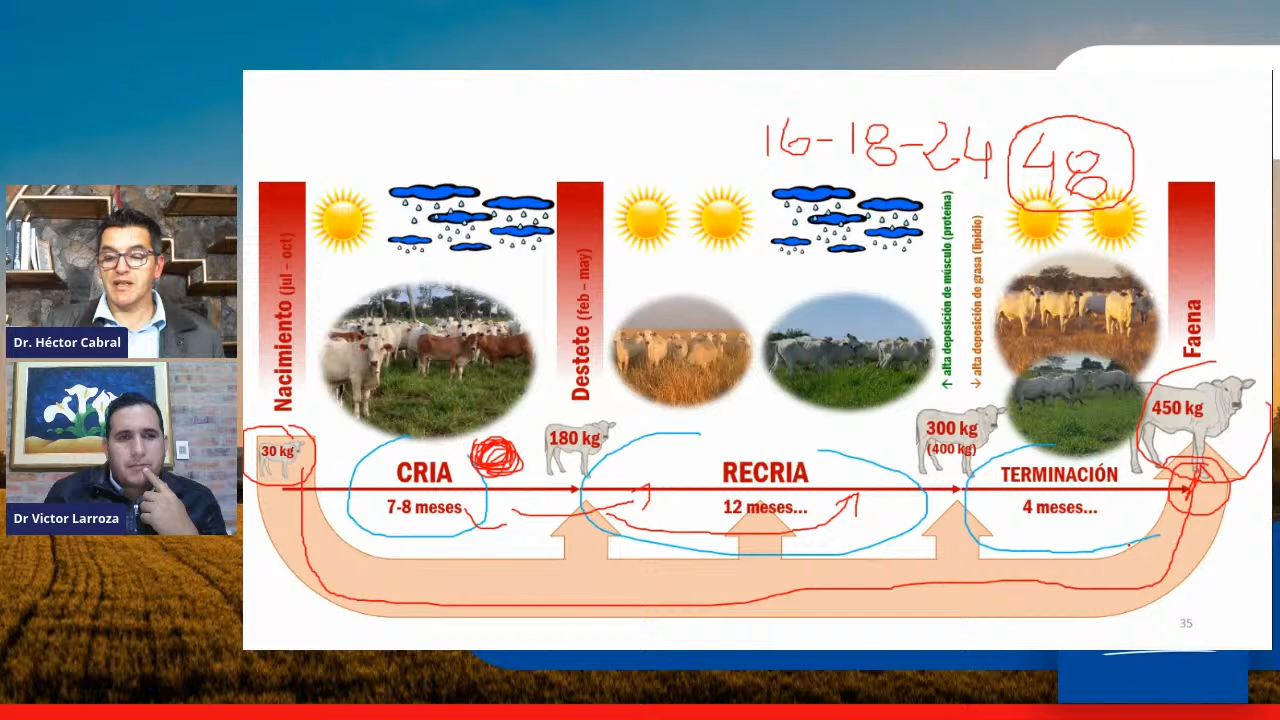 16-18-24 48
Nacimiento (jul – oct)
Destete (feb – may)
↑ alta deposición de músculo (proteína)
↓ alta deposición de grasa (lipidio)
Faena
Dr. Héctor Cabral
Dr Victor Larroza
30 kg
180 kg
300 kg
(400 kg)
450 kg
CRIA
7-8 meses
RECRIA
12 meses...
TERMINACIÓN
4 meses...
35